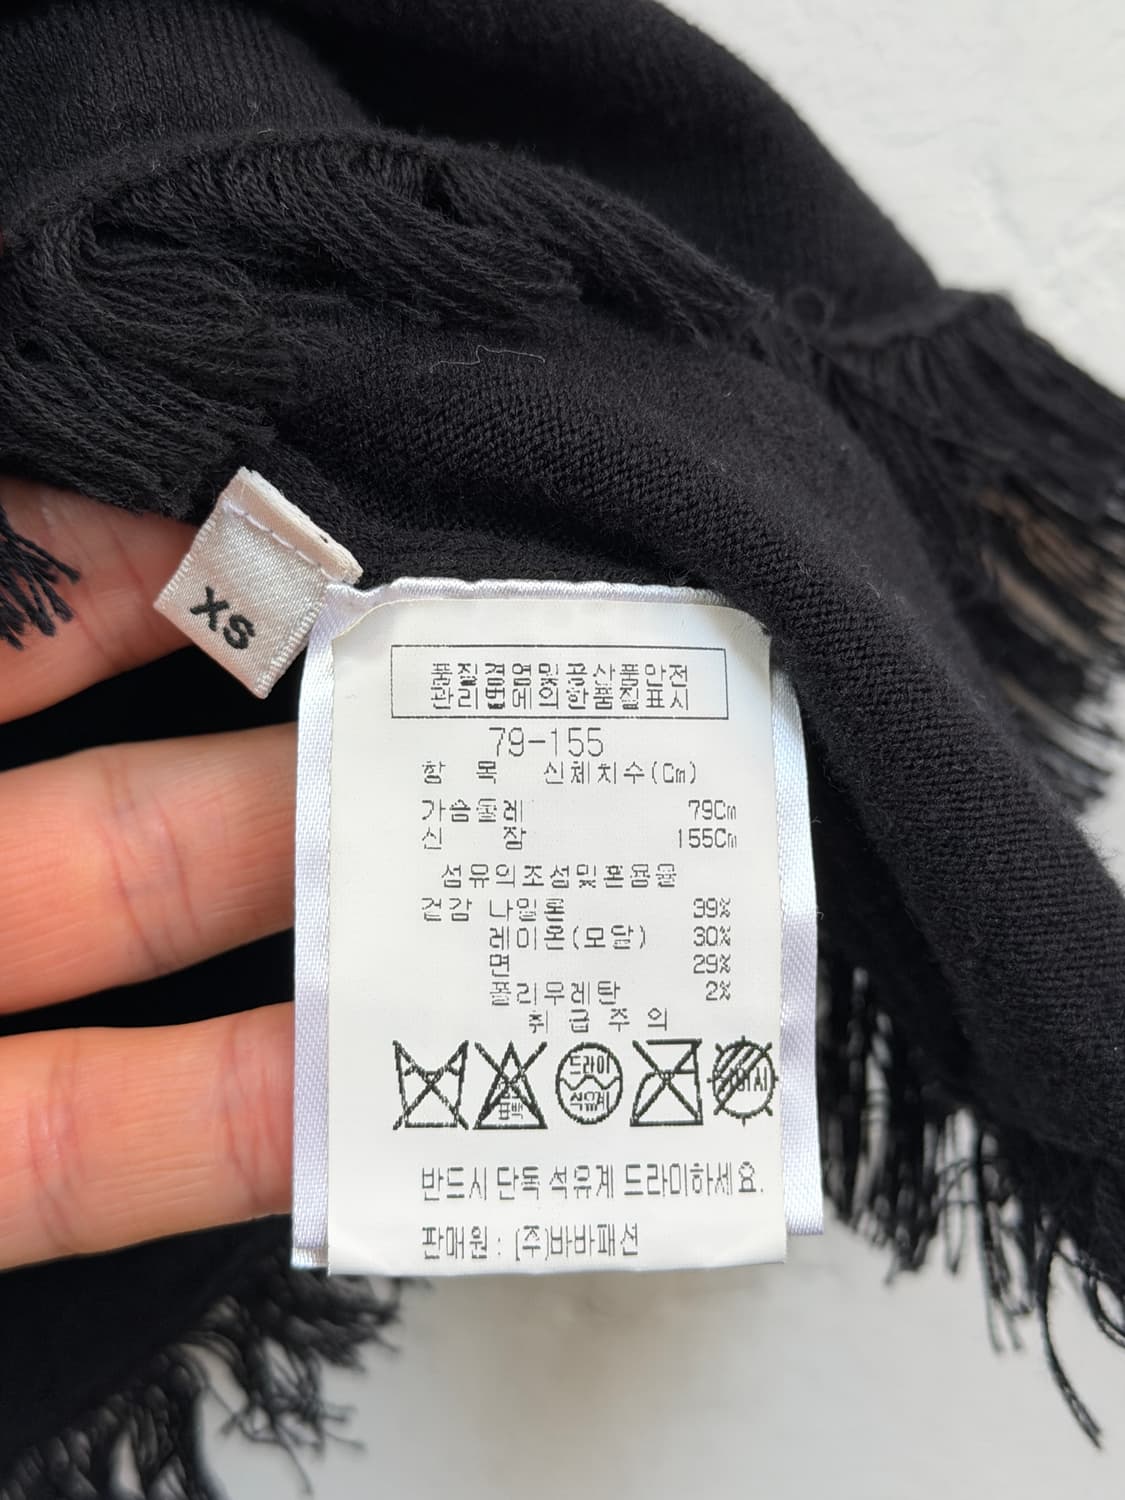 XS
품질경영및공산품안전
관리법에의한품질표시
79-155
항 목 신체치수(Cm)
가슴둘레 79Cm
신 장 155Cm
섬유의조성및혼용율
겉감 나일론 39%
레이온(모달) 30%
면 29%
폴리우레탄 2%
취 급 주 의
표백
드라이
석유계
반드시 단독 석유계 드라이하세요.
판매원 : (주)바바패션